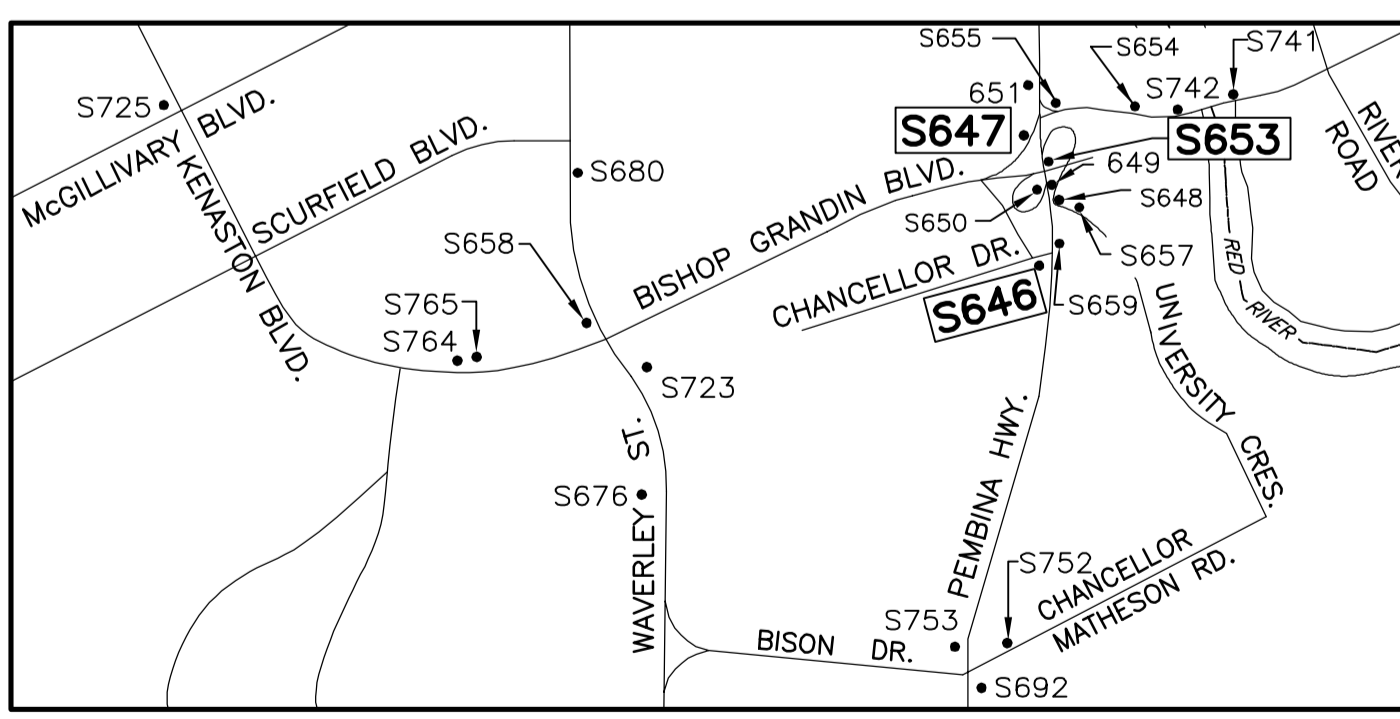 S655
S654
S741
S725
651
S742
McGILLIVARY BLVD.
S647
S653
RIVER
ROAD
KENASTON BLVD.
SCURFIELD BLVD.
S680
649
S648
S650
BISHOP GRANDIN BLVD.
S658
S657
RED RIVER
CHANCELLOR DR.
S646
S659
UNIVERSITY CRES.
S765
S764
S723
WAVERLEY ST.
S676
PEMBINA HWY.
S752
CHANCELLOR
MATHESON RD.
S753
BISON DR.
S692